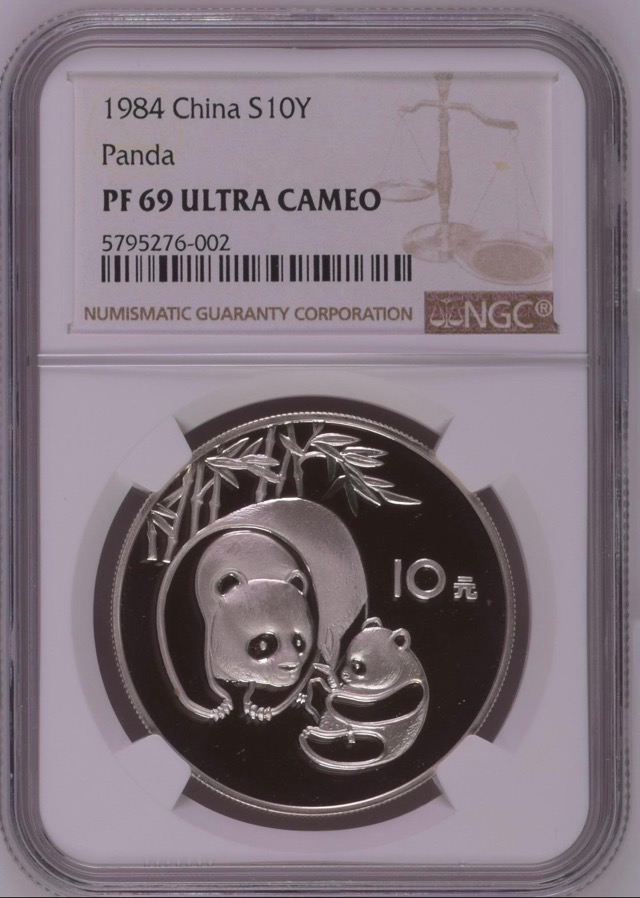 1984 China S10Y
Panda
PF 69 ULTRA CAMEO
5795276-002
NUMISMATIC GUARANTY CORPORATION
NGC®
10元